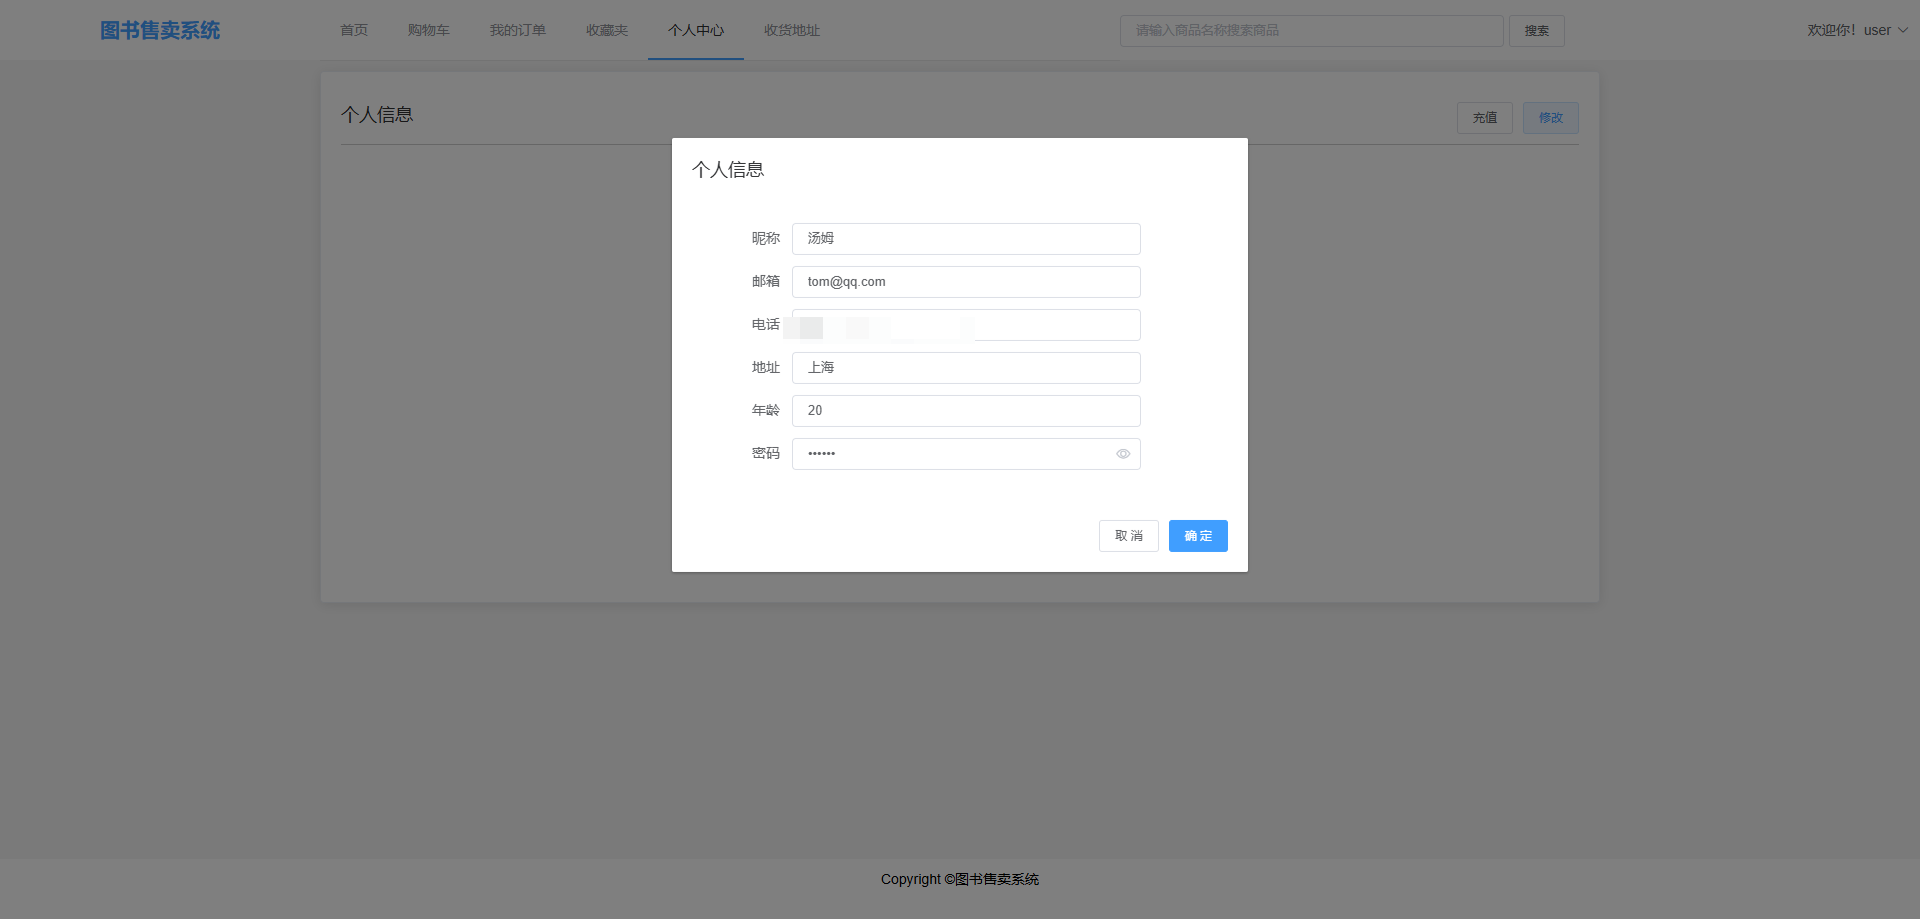 图书售卖系统 首页 购物车 我的订单 收藏夹 个人中心 收货地址 请输入商品名称搜索商品 搜索 欢迎你！user
个人信息 充值 修改
个人信息
昵称 汤姆
邮箱 tom@qq.com
电话
地址 上海
年龄 20
密码 ••••••
取 消 确 定
Copyright ©图书售卖系统